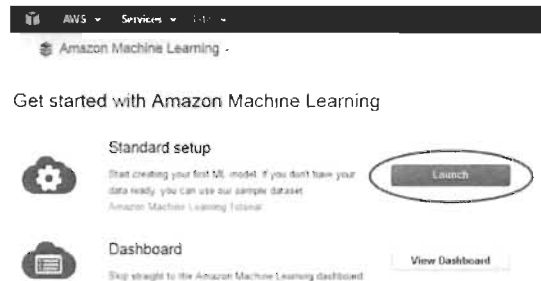 AWS Services
Amazon Machine Learning
Get started with Amazon Machine Learning
Standard setup
Start creating your first ML model. If you don't have your
data ready, you can use our sample dataset
Amazon Machine Learning Tutorial
Launch
Dashboard
Skip straight to the Amazon Machine Learning dashboard
View Dashboard